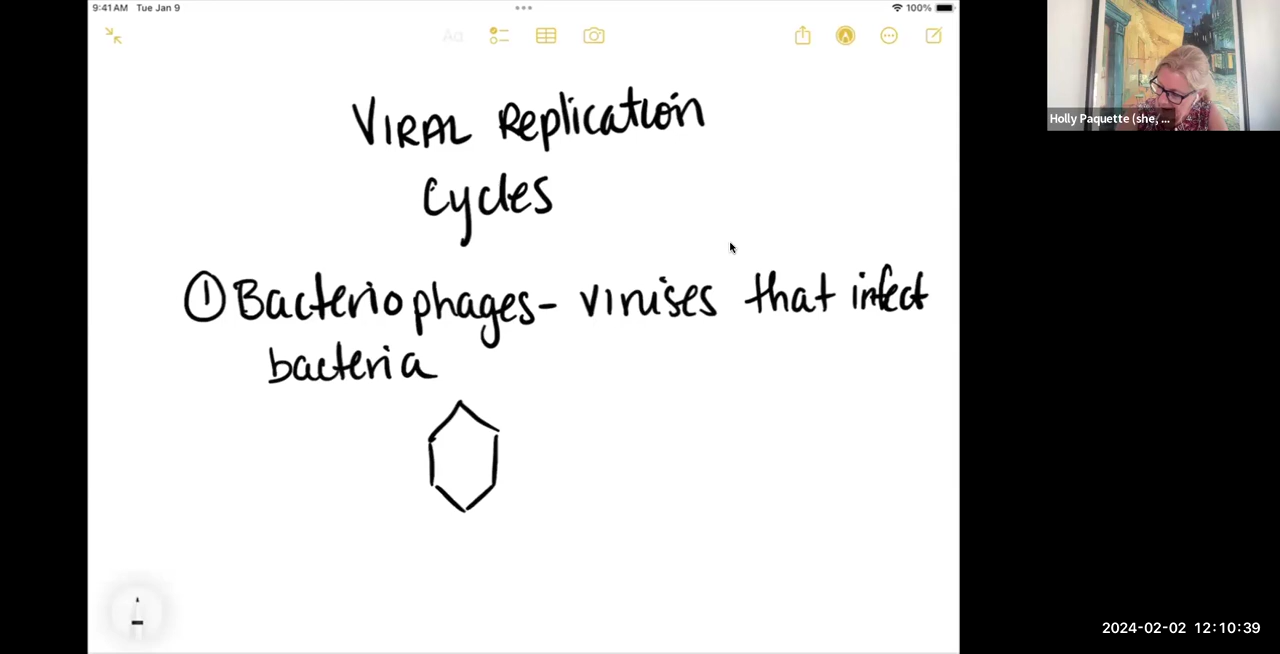 9:41 AM Tue Jan 9
100%
Aa
VIRAL Replication
Cycles
① Bacteriophages - viruses that infect
bacteria
Holly Paquette (she, ...
2024-02-02 12:10:39